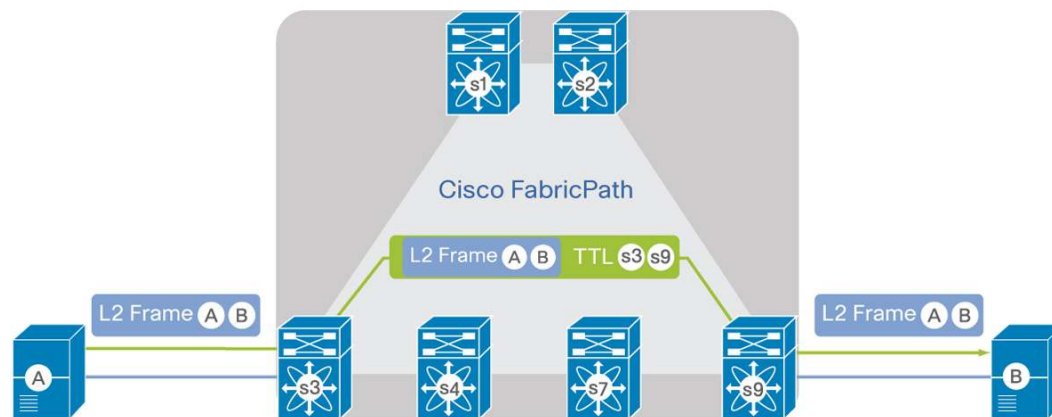 s1
s2
Cisco FabricPath
L2 Frame A B TTL s3 s9
L2 Frame A B
L2 Frame A B
A
s3
s4
s7
s9
B